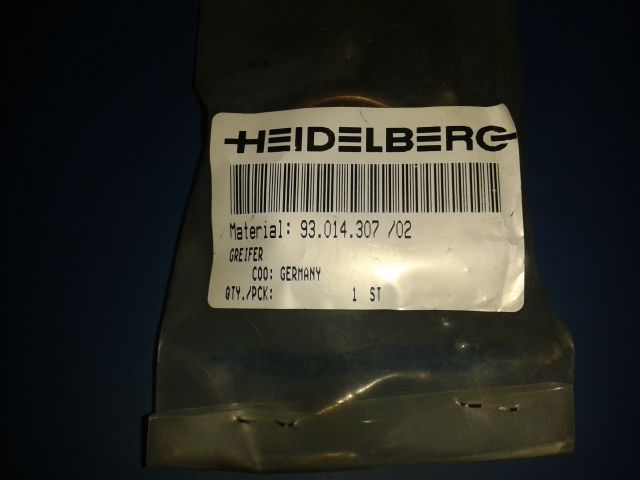 HEIDELBERG
Material: 93.014.307 /02
GREIFER
COO: GERMANY
QTY./PCK: 1 ST